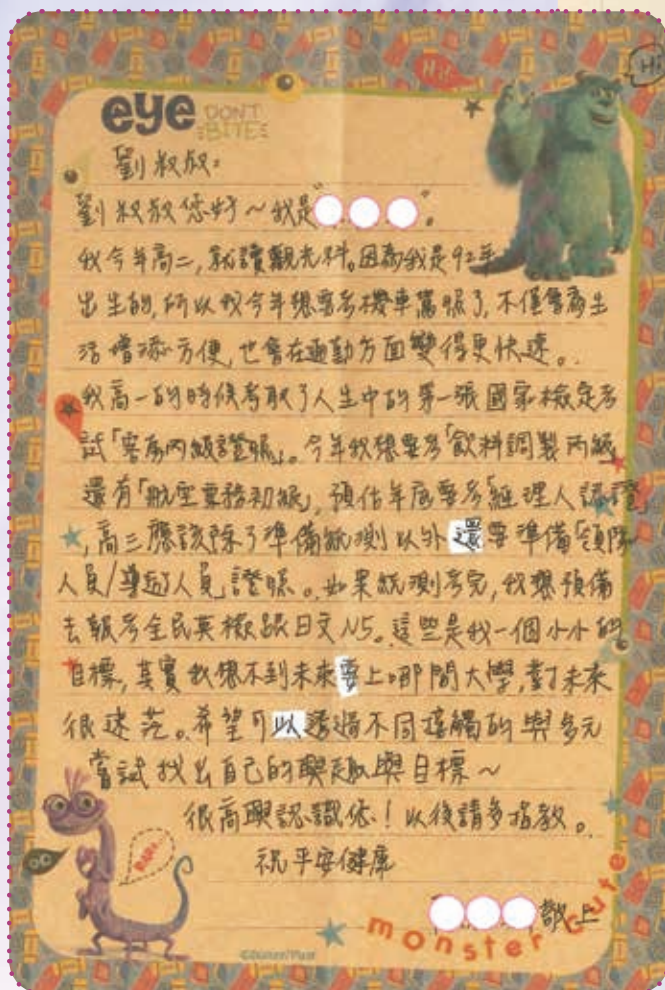 Hi!
Hi
eye DON'T BITE
劉叔叔:
劉叔叔您好~我是"
我今年高二,就讀觀光科。因為我是92年
出生的,所以我今年想要考機車駕照了,不僅會為生
活增添方便,也會在通勤方面變得更快速。
我高一的時候考取了人生中的第一張國家檢定考
試「客房丙級證照」。今年我想要考「飲料調製丙級
還有「航空業務初級」,預估年底要考「經理人認證
,高三應該除了準備統測以外還要準備「領隊
人員/導遊人員」證照。如果統測考完,我想預備
去報考全民英檢跟日文N5。這些是我一個小小的
目標,其實我想不到未來要上哪間大學,對未來
很迷茫。希望可以透過不同接觸的與多元
嘗試找出自己的興趣與目標~
很高興認識您!以後請多指教。
祝平安健康
敬上
monster cute
©Disney/Pixar